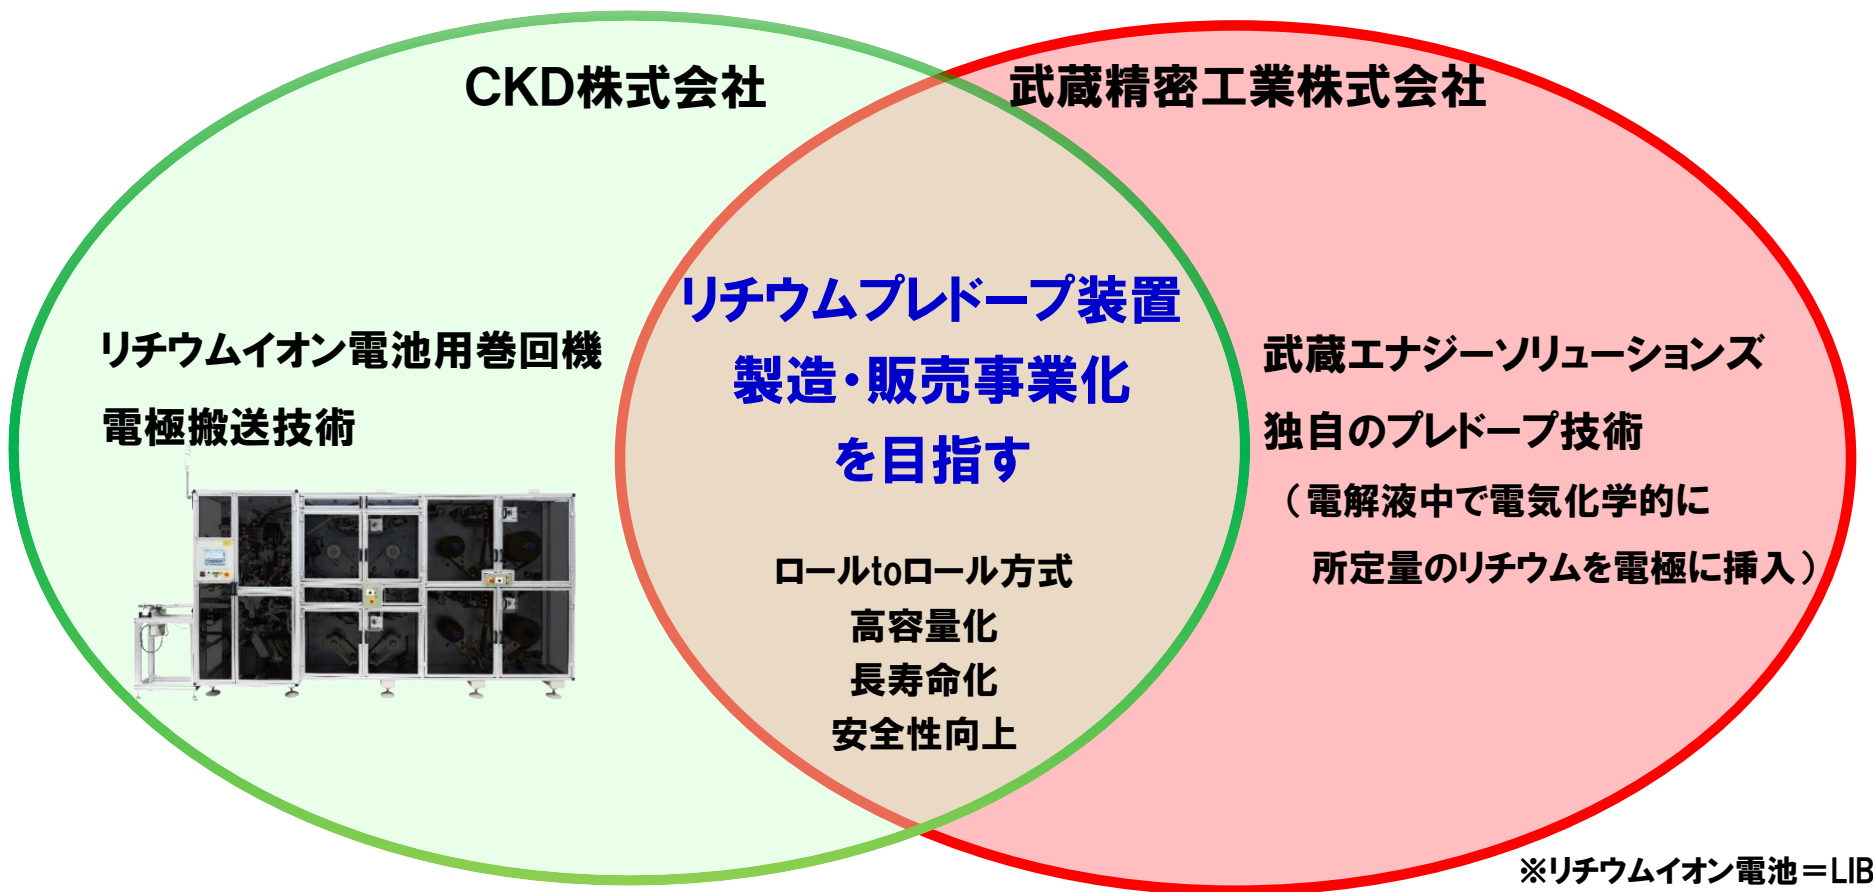 CKD株式会社
武蔵精密工業株式会社
リチウムイオン電池用巻回機
電極搬送技術
リチウムプレドープ装置
製造・販売事業化
を目指す
ロールtoロール方式
高容量化
長寿命化
安全性向上
武蔵エナジーソリューションズ
独自のプレドープ技術
（電解液中で電気化学的に
所定量のリチウムを電極に挿入）
※リチウムイオン電池＝LIB